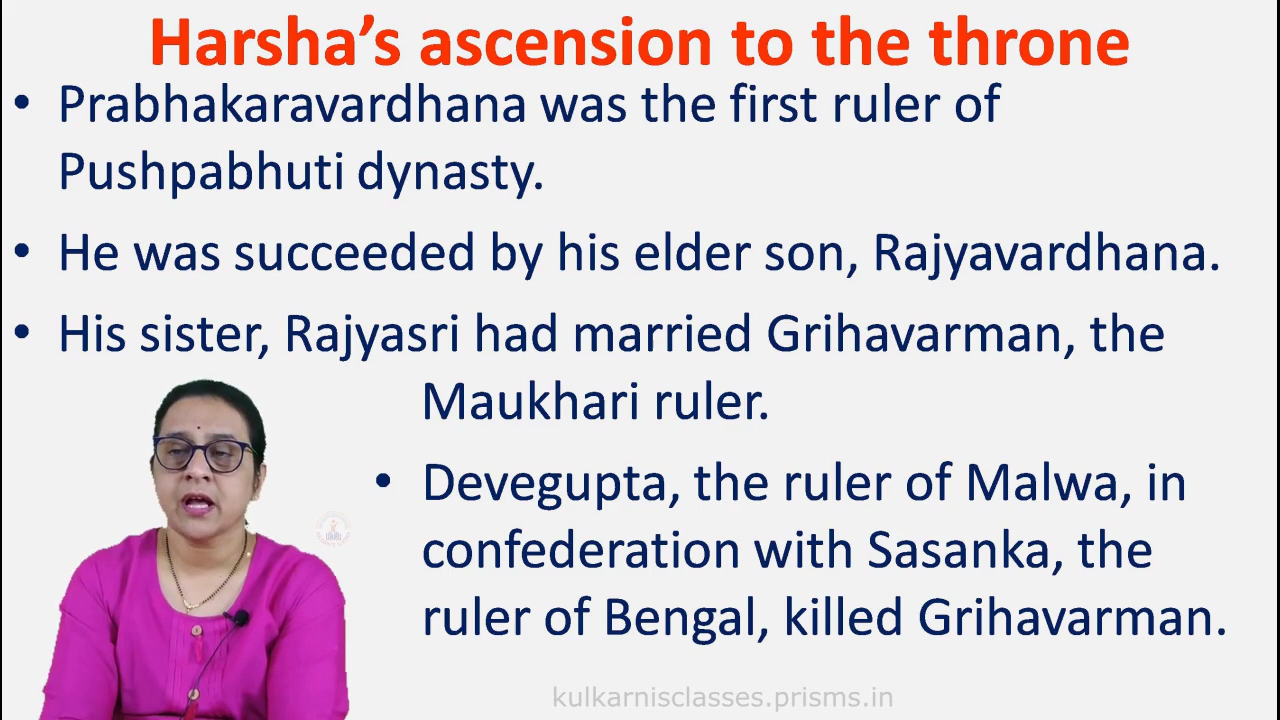 Harsha’s ascension to the throne
• Prabhakaravardhana was the first ruler of
Pushpabhuti dynasty.
• He was succeeded by his elder son, Rajyavardhana.
• His sister, Rajyasri had married Grihavarman, the
Maukhari ruler.
• Devegupta, the ruler of Malwa, in
confederation with Sasanka, the
ruler of Bengal, killed Grihavarman.
kulkarnisclasses.prisms.in